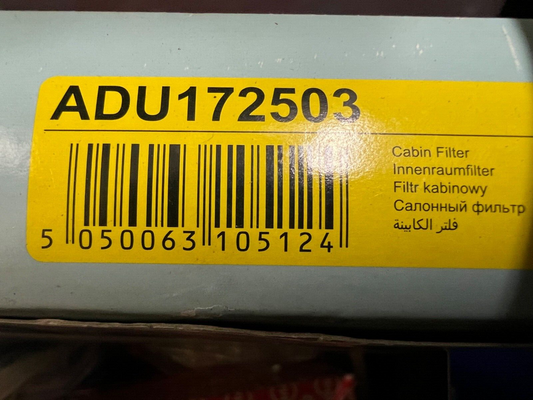 ADU172503
Cabin Filter
Innenraumfilter
Filtr kabinowy
Салонный фильтр
فلتر الكابينة
5 050063 105124